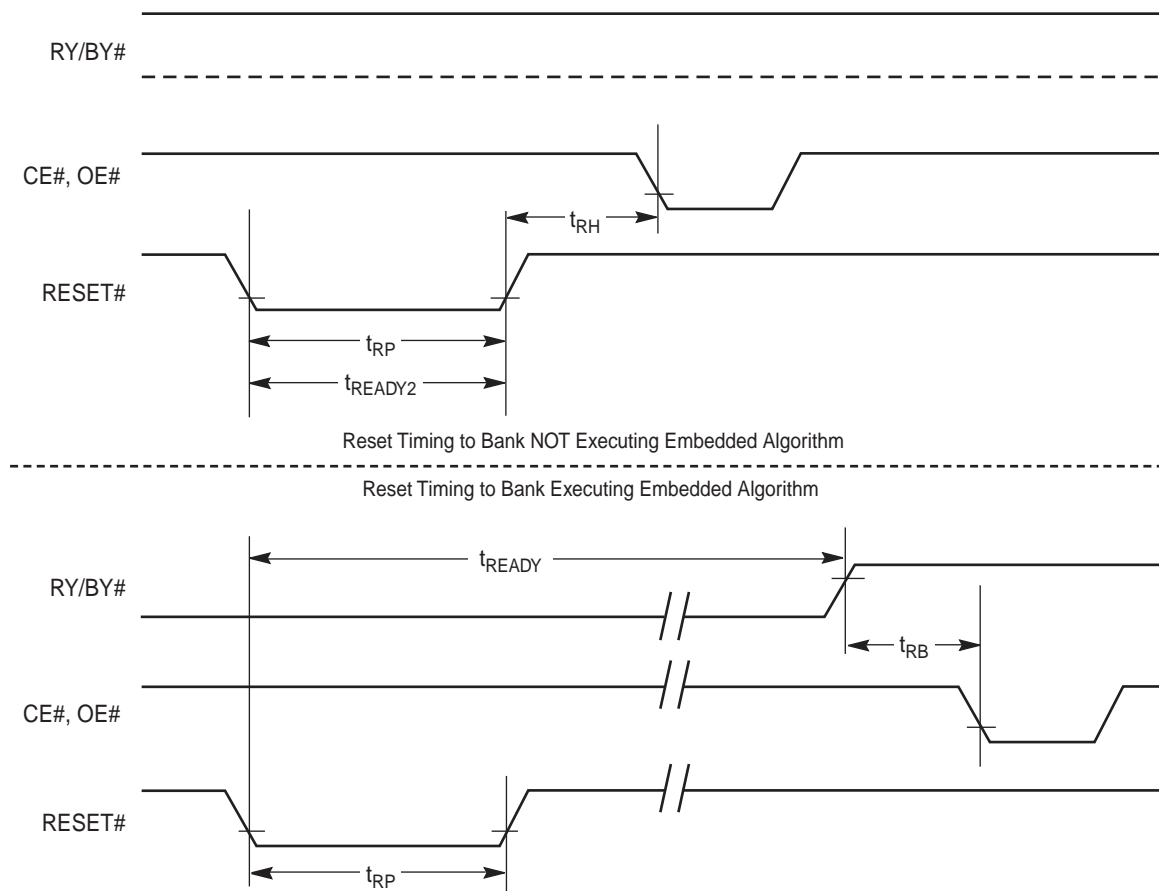 RY/BY#
CE#, OE#
tRH
RESET#
tRP
tREADY2
Reset Timing to Bank NOT Executing Embedded Algorithm
Reset Timing to Bank Executing Embedded Algorithm
tREADY
RY/BY#
tRB
CE#, OE#
RESET#
tRP